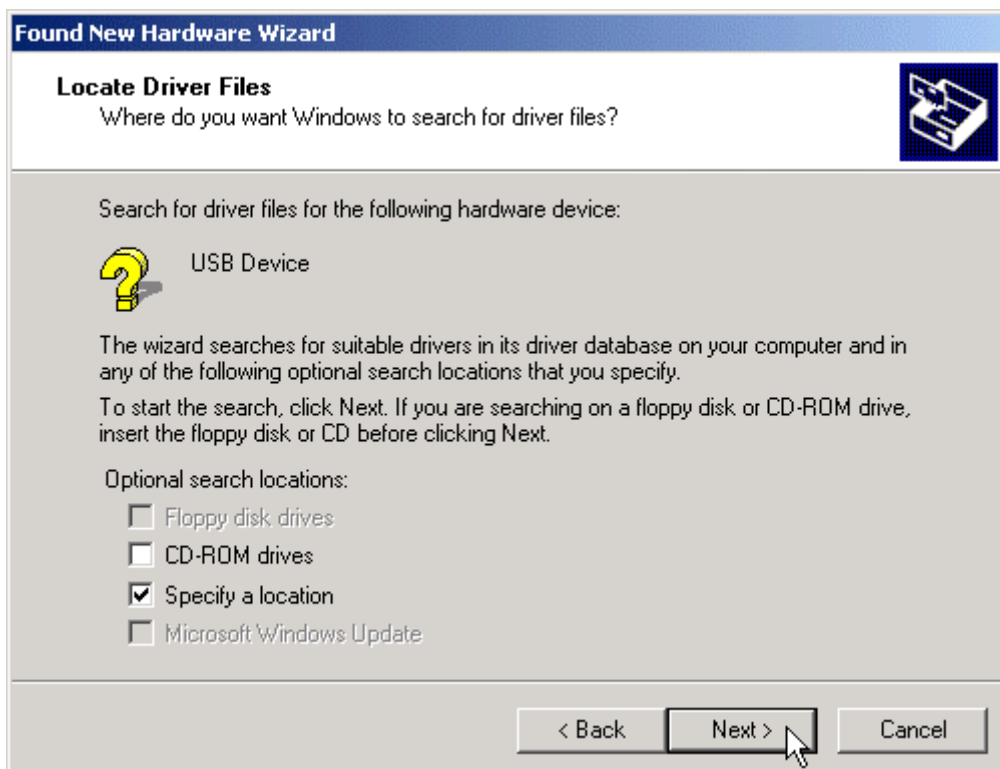 Found New Hardware Wizard
Locate Driver Files
Where do you want Windows to search for driver files?
Search for driver files for the following hardware device:
USB Device
The wizard searches for suitable drivers in its driver database on your computer and in
any of the following optional search locations that you specify.
To start the search, click Next. If you are searching on a floppy disk or CD-ROM drive,
insert the floppy disk or CD before clicking Next.
Optional search locations:
Floppy disk drives
CD-ROM drives
Specify a location
Microsoft Windows Update
< Back Next > Cancel